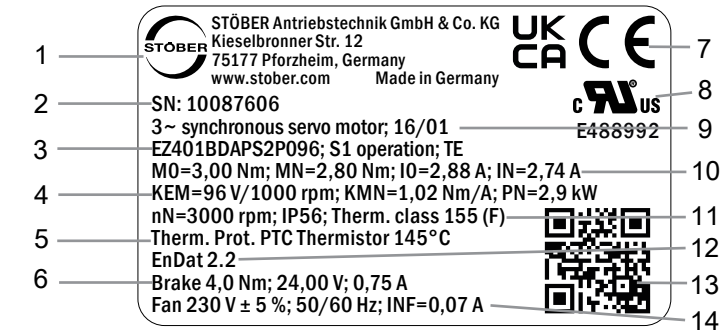 STÖBER
STÖBER Antriebstechnik GmbH & Co. KG
Kieselbronner Str. 12
75177 Pforzheim, Germany
www.stober.com Made in Germany
UK
CA
CE
c RU US
E488992
SN: 10087606
3~ synchronous servo motor; 16/01
EZ401BDAPS2P096; S1 operation; TE
M0=3,00 Nm; MN=2,80 Nm; I0=2,88 A; IN=2,74 A
KEM=96 V/1000 rpm; KMN=1,02 Nm/A; PN=2,9 kW
nN=3000 rpm; IP56; Therm. class 155 (F)
Therm. Prot. PTC Thermistor 145°C
EnDat 2.2
Brake 4,0 Nm; 24,00 V; 0,75 A
Fan 230 V ± 5 %; 50/60 Hz; INF=0,07 A
1
2
3
4
5
6
7
8
9
10
11
12
13
14